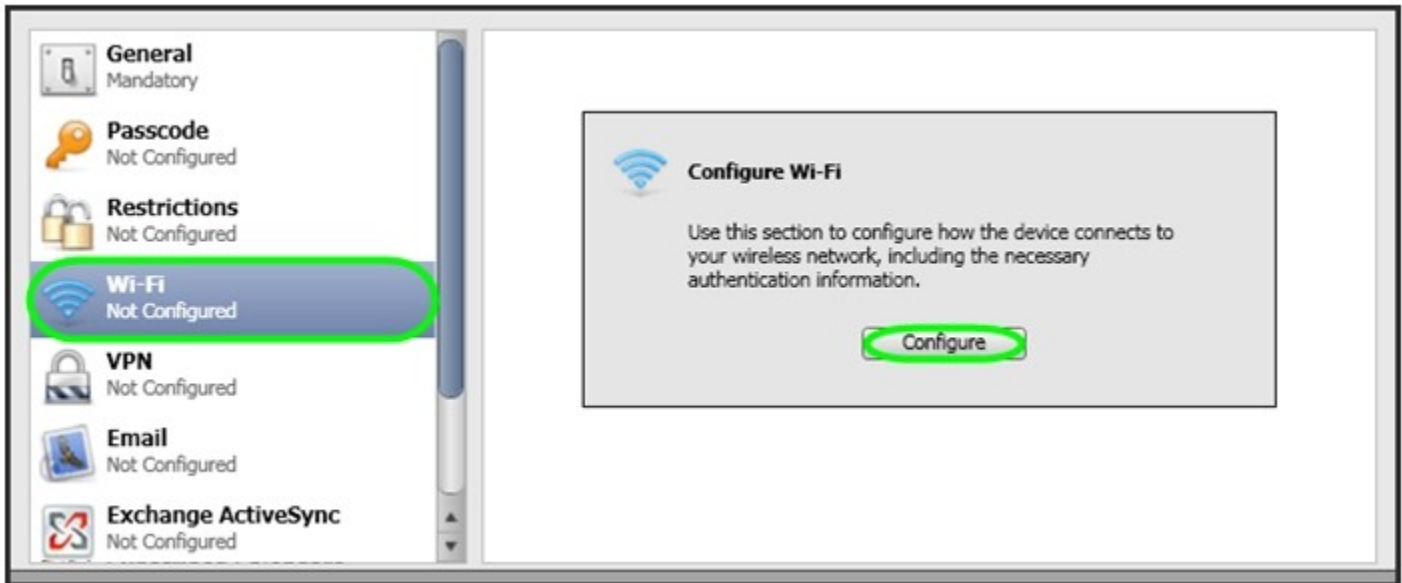 General
Mandatory
Passcode
Not Configured
Restrictions
Not Configured
Wi-Fi
Not Configured
VPN
Not Configured
Email
Not Configured
Exchange ActiveSync
Not Configured
Configure Wi-Fi
Use this section to configure how the device connects to
your wireless network, including the necessary
authentication information.
Configure